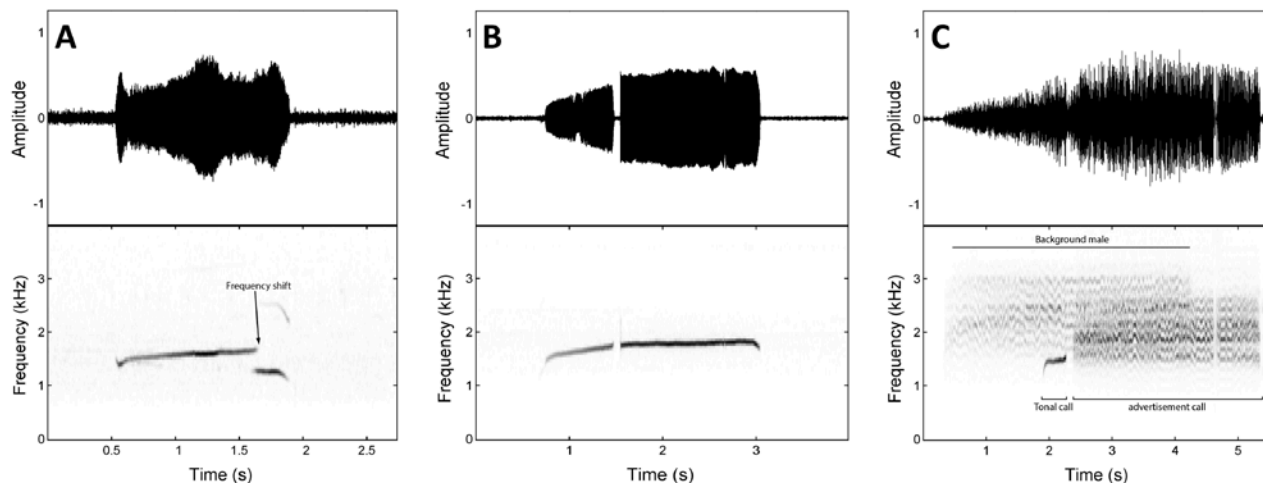 A
1
0
-1
Amplitude
3
2
1
0
Frequency (kHz)
Frequency shift
0.5 1 1.5 2 2.5
Time (s)
B
1
0
-1
Amplitude
3
2
1
0
Frequency (kHz)
1 2 3
Time (s)
C
1
0
-1
Amplitude
3
2
1
0
Frequency (kHz)
Background male
Tonal call
advertisement call
1 2 3 4 5
Time (s)